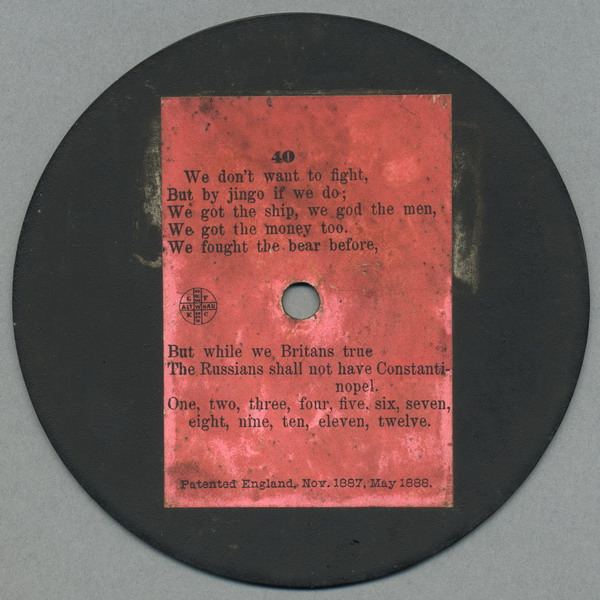 40
We don't want to fight,
But by jingo if we do;
We got the ship, we god the men,
We got the money too.
We fought the bear before,
But while we Britans true
The Russians shall not have Constanti-
nopel.
One, two, three, four, five, six, seven,
eight, nine, ten, eleven, twelve.
Patented England, Nov. 1887, May 1888.